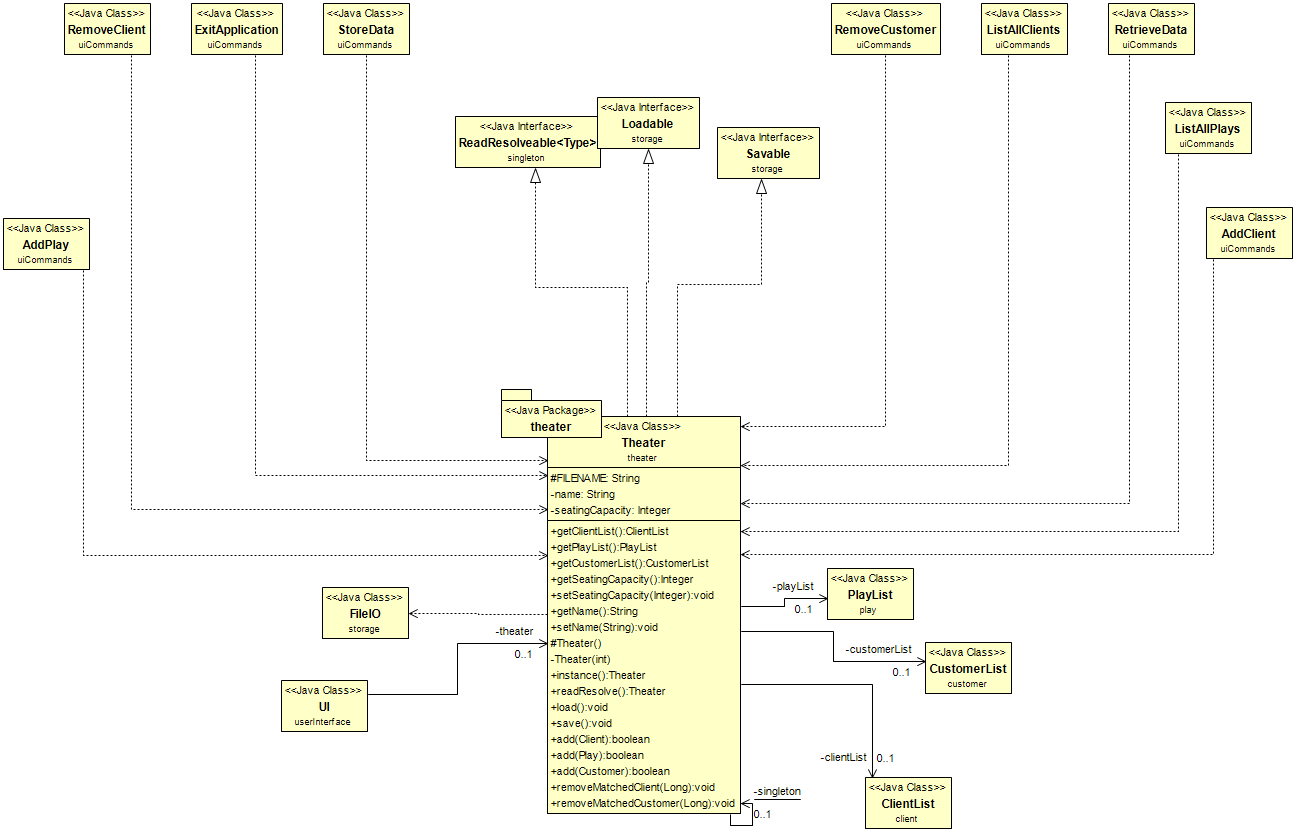 <<Java Class>>
RemoveClient
uiCommands
<<Java Class>>
ExitApplication
uiCommands
<<Java Class>>
StoreData
uiCommands
<<Java Class>>
RemoveCustomer
uiCommands
<<Java Class>>
ListAllClients
uiCommands
<<Java Class>>
RetrieveData
uiCommands
<<Java Interface>>
ReadResolveable<Type>
singleton
<<Java Interface>>
Loadable
storage
<<Java Interface>>
Savable
storage
<<Java Class>>
ListAllPlays
uiCommands
<<Java Class>>
AddPlay
uiCommands
<<Java Class>>
AddClient
uiCommands
<<Java Package>>
theater
<<Java Class>>
Theater
theater
#FILENAME: String
-name: String
-seatingCapacity: Integer
+getClientList():ClientList
+getPlayList():PlayList
+getCustomerList():CustomerList
+getSeatingCapacity():Integer
+setSeatingCapacity(Integer):void
+getName():String
+setName(String):void
#Theater()
-Theater(int)
+instance():Theater
+readResolve():Theater
+load():void
+save():void
+add(Client):boolean
+add(Play):boolean
+add(Customer):boolean
+removeMatchedClient(Long):void
+removeMatchedCustomer(Long):void
<<Java Class>>
FileIO
storage
-theater
0..1
<<Java Class>>
UI
userInterface
-playList
0..1
<<Java Class>>
PlayList
play
-customerList
0..1
<<Java Class>>
CustomerList
customer
-clientList
0..1
<<Java Class>>
ClientList
client
-singleton
0..1